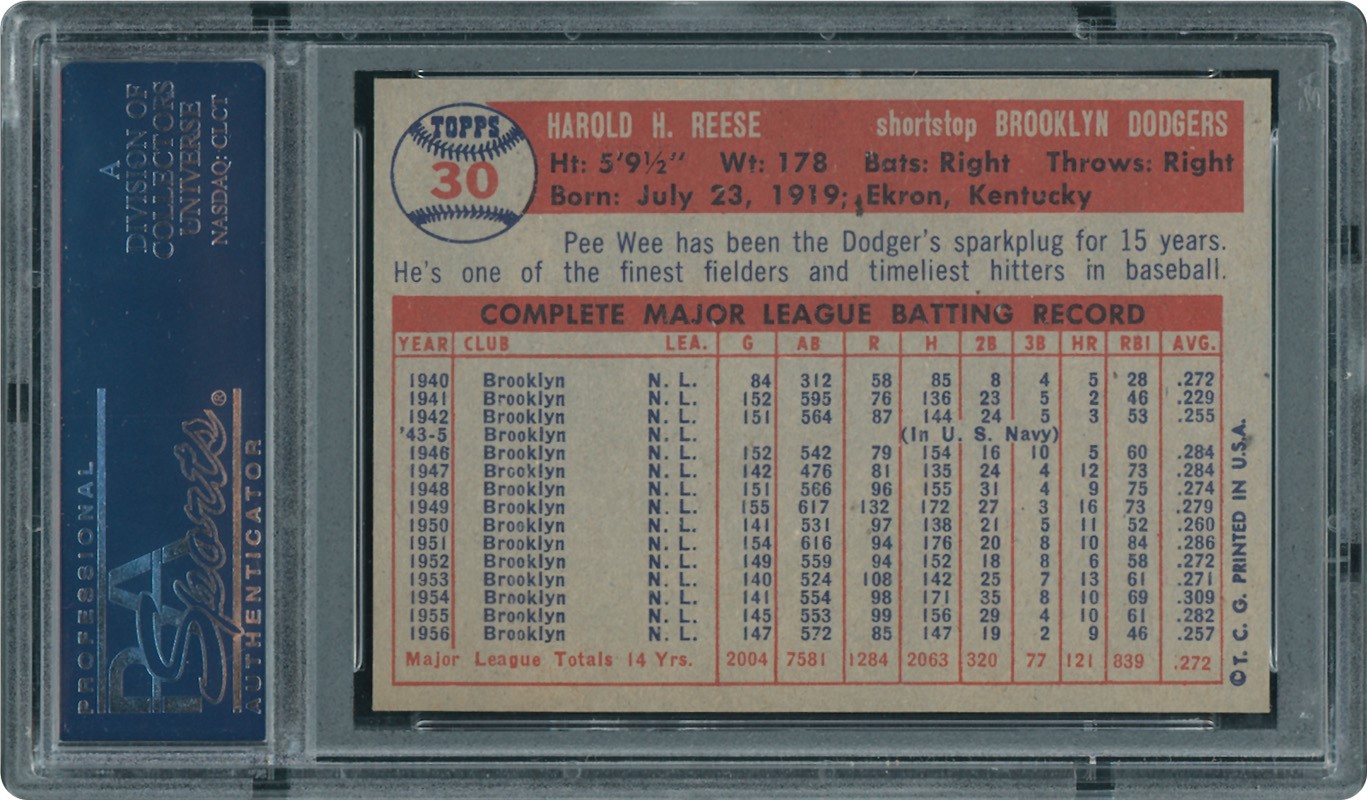 A
DIVISION OF
COLLECTORS
UNIVERSE
NASDAQ: CLCT
PROFESSIONAL
PSA
Sports®
AUTHENTICATOR
TOPPS
30
HAROLD H. REESE shortstop BROOKLYN DODGERS
Ht: 5'9½" Wt: 178 Bats: Right Throws: Right
Born: July 23, 1919; Ekron, Kentucky
Pee Wee has been the Dodger's sparkplug for 15 years.
He's one of the finest fielders and timeliest hitters in baseball.
COMPLETE MAJOR LEAGUE BATTING RECORD
YEAR CLUB LEA. G AB R H 2B 3B HR RBI AVG.
1940 Brooklyn N. L. 84 312 58 85 8 4 5 28 .272
1941 Brooklyn N. L. 152 595 76 136 23 5 2 46 .229
1942 Brooklyn N. L. 151 564 87 144 24 5 3 53 .255
'43-5 Brooklyn N. L. (In U. S. Navy)
1946 Brooklyn N. L. 152 542 79 154 16 10 5 60 .284
1947 Brooklyn N. L. 142 476 81 135 24 4 12 73 .284
1948 Brooklyn N. L. 151 566 96 155 31 4 9 75 .274
1949 Brooklyn N. L. 155 617 132 172 27 3 16 73 .279
1950 Brooklyn N. L. 141 531 97 138 21 5 11 52 .260
1951 Brooklyn N. L. 154 616 94 176 20 8 10 84 .286
1952 Brooklyn N. L. 149 559 94 152 18 8 6 58 .272
1953 Brooklyn N. L. 140 524 108 142 25 7 13 61 .271
1954 Brooklyn N. L. 141 554 98 171 35 8 10 69 .309
1955 Brooklyn N. L. 145 553 99 156 29 4 10 61 .282
1956 Brooklyn N. L. 147 572 85 147 19 2 9 46 .257
Major League Totals 14 Yrs. 2004 7581 1284 2063 320 77 121 839 .272
©T. C. G. PRINTED IN U.S.A.